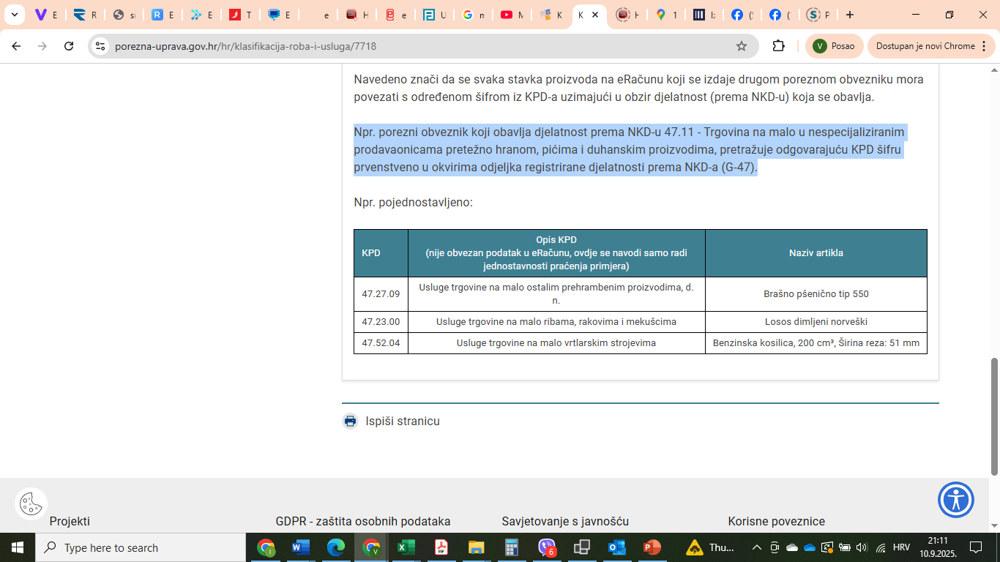 E
R
si
E
E
T
E
e
H
e
U
n
M
K
K
H
1
Iz
(
(
P
porezna-uprava.gov.hr/hr/klasifikacija-roba-i-usluga/7718
V Posao
Dostupan je novi Chrome
Navedeno znači da se svaka stavka proizvoda na eRačunu koji se izdaje drugom poreznom obvezniku mora
povezati s određenom šifrom iz KPD-a uzimajući u obzir djelatnost (prema NKD-u) koja se obavlja.
Npr. porezni obveznik koji obavlja djelatnost prema NKD-u 47.11 - Trgovina na malo u nespecijaliziranim
prodavaonicama pretežno hranom, pićima i duhanskim proizvodima, pretražuje odgovarajuću KPD šifru
prvenstveno u okvirima odjeljka registrirane djelatnosti prema NKD-a (G-47).
Npr. pojednostavljeno:
KPD
Opis KPD
(nije obvezan podatak u eRačunu, ovdje se navodi samo radi
jednostavnosti praćenja primjera)
Naziv artikla
47.27.09
Usluge trgovine na malo ostalim prehrambenim proizvodima, d.
n.
Brašno pšenično tip 550
47.23.00 Usluge trgovine na malo ribama, rakovima i mekušcima Losos dimljeni norveški
47.52.04 Usluge trgovine na malo vrtlarskim strojevima Benzinska kosilica, 200 cm³, Širina reza: 51 mm
Ispiši stranicu
Projekti
GDPR - zaštita osobnih podataka
Savjetovanje s javnošću
Korisne poveznice
Type here to search
6
Thu...
HRV
21:11
10.9.2025.